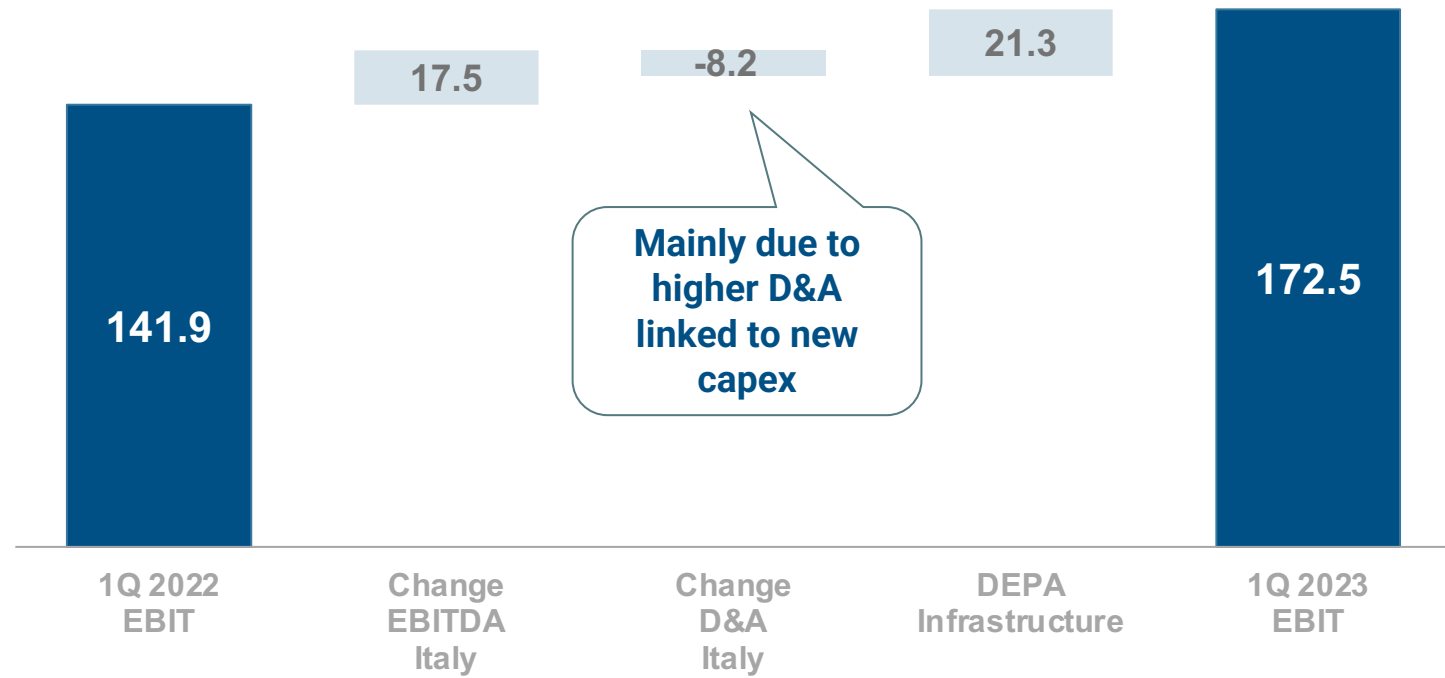 17.5
-8.2
21.3
Mainly due to
higher D&A
linked to new
capex
141.9
172.5
1Q 2022
EBIT
Change
EBITDA
Italy
Change
D&A
Italy
DEPA
Infrastructure
1Q 2023
EBIT